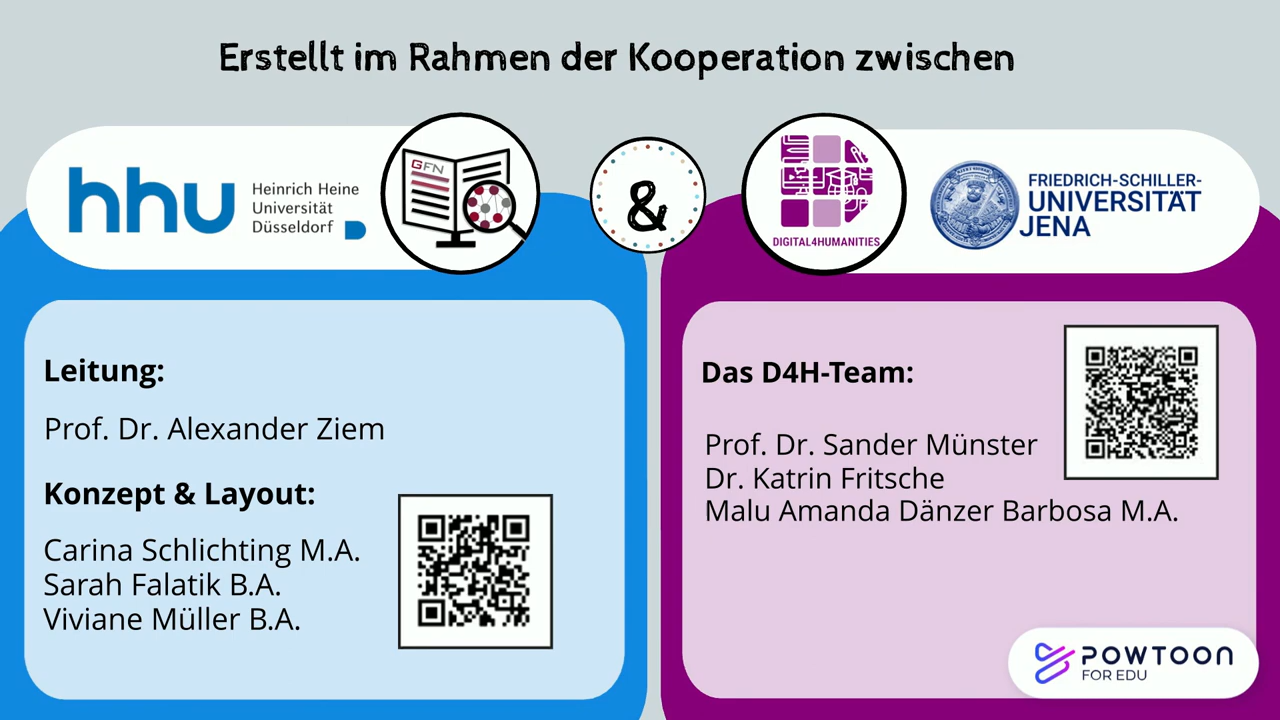 Erstellt im Rahmen der Kooperation zwischen
hhu
Heinrich Heine
Universität
Düsseldorf
GFN
&
DIGITAL4HUMANITIES
FRIEDRICH-SCHILLER-
UNIVERSITÄT
JENA
Leitung:
Prof. Dr. Alexander Ziem
Konzept & Layout:
Carina Schlichting M.A.
Sarah Falatik B.A.
Viviane Müller B.A.
Das D4H-Team:
Prof. Dr. Sander Münster
Dr. Katrin Fritsche
Malu Amanda Dänzer Barbosa M.A.
POWTOON
FOR EDU